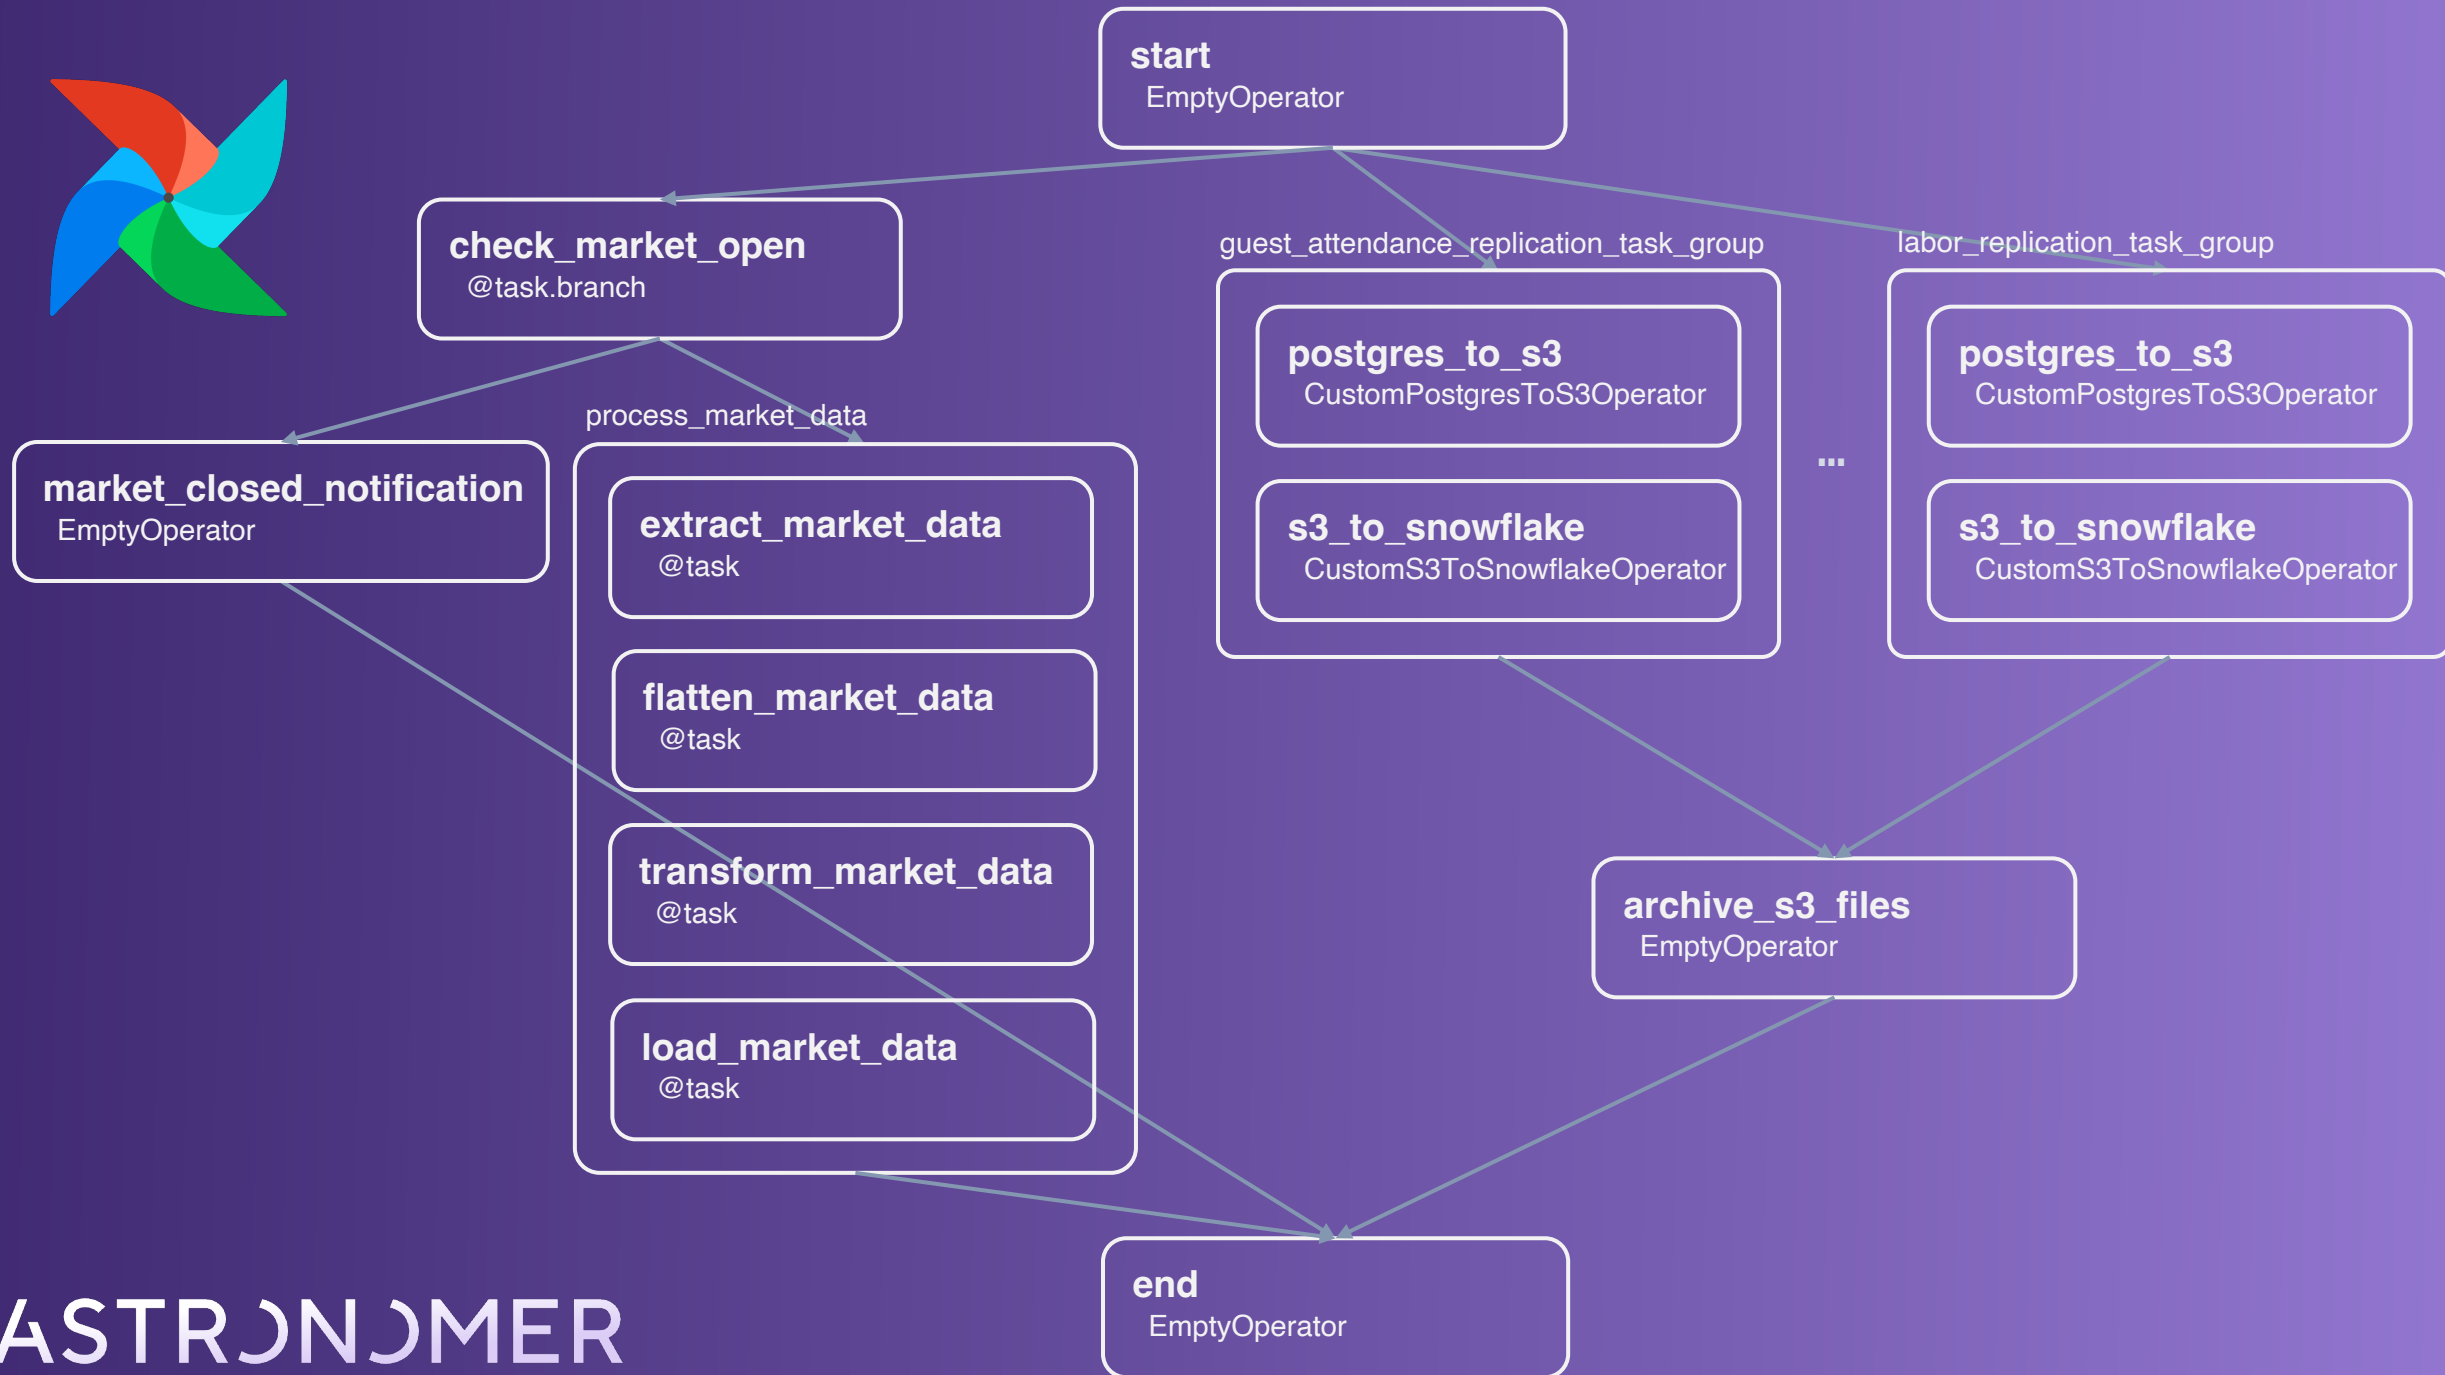 start
EmptyOperator
check_market_open
@task.branch
guest_attendance_replication_task_group
labor_replication_task_group
postgres_to_s3
CustomPostgresToS3Operator
postgres_to_s3
CustomPostgresToS3Operator
...
s3_to_snowflake
CustomS3ToSnowflakeOperator
s3_to_snowflake
CustomS3ToSnowflakeOperator
market_closed_notification
EmptyOperator
process_market_data
extract_market_data
@task
flatten_market_data
@task
transform_market_data
@task
load_market_data
@task
archive_s3_files
EmptyOperator
end
EmptyOperator
ASTRONOMER